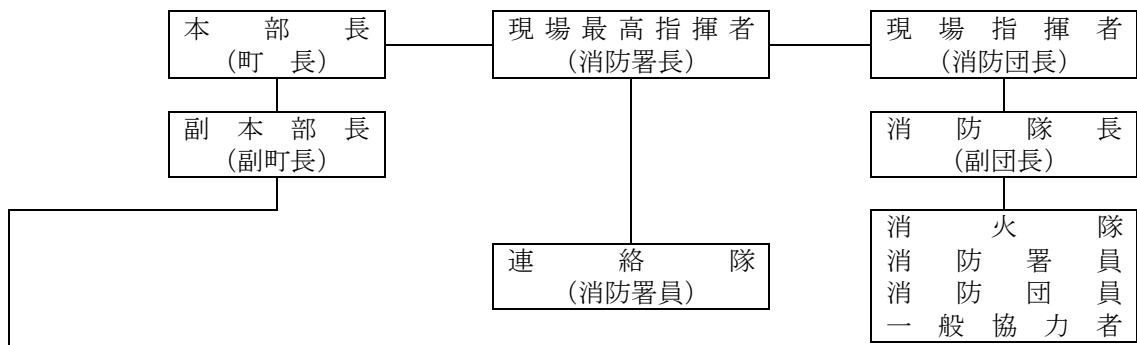 本部長
(町長)
現場最高指揮者
(消防署長)
現場指揮者
(消防団長)
副本部長
(副町長)
消防隊長
(副団長)
連絡隊
(消防署員)
消火隊
消防署員
消防団員
一般協力者